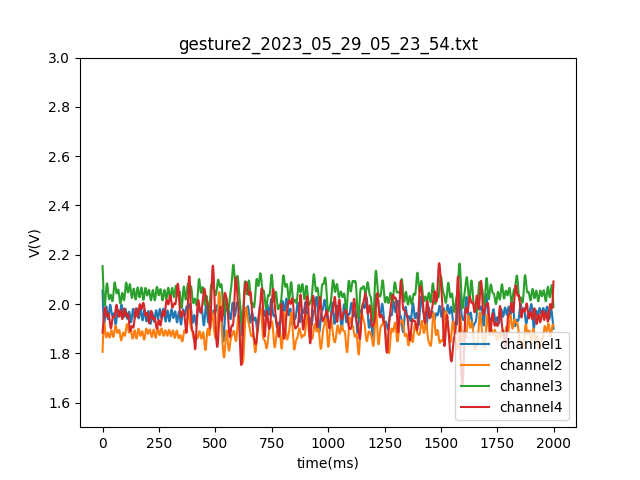 gesture2_2023_05_29_05_23_54.txt
3.0
2.8
2.6
2.4
2.2
2.0
1.8
1.6
V(V)
0 250 500 750 1000 1250 1500 1750 2000
time(ms)
channel1
channel2
channel3
channel4